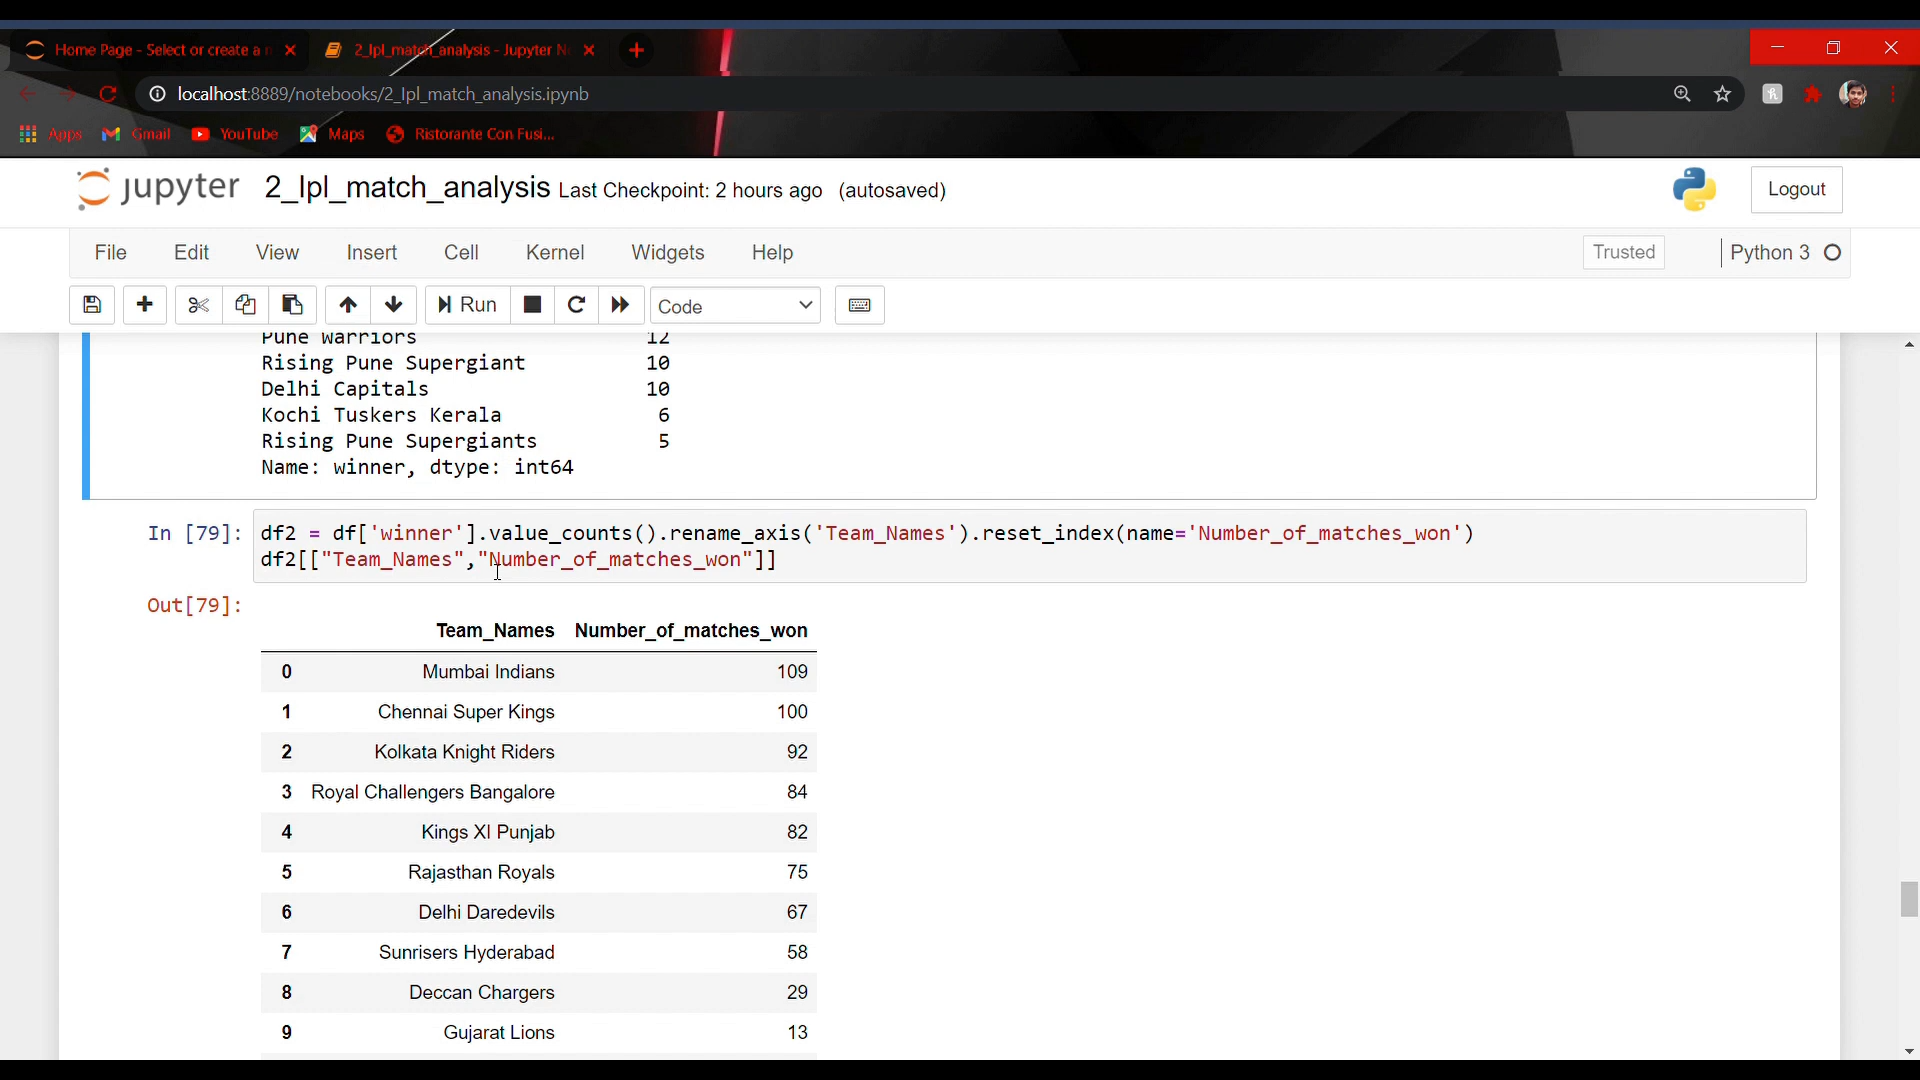 Home Page - Select or create a n
2_Ipl_match_analysis - Jupyter N
localhost:8889/notebooks/2_Ipl_match_analysis.ipynb
Apps Gmail YouTube Maps Ristorante Con Fusi...
jupyter 2_Ipl_match_analysis Last Checkpoint: 2 hours ago (autosaved) Logout
File Edit View Insert Cell Kernel Widgets Help Trusted Python 3
Run Code
Pune Warriors 12
Rising Pune Supergiant 10
Delhi Capitals 10
Kochi Tuskers Kerala 6
Rising Pune Supergiants 5
Name: winner, dtype: int64
In [79]: df2 = df['winner'].value_counts().rename_axis('Team_Names').reset_index(name='Number_of_matches_won')
df2[["Team_Names","Number_of_matches_won"]]
Out[79]:
Team_Names Number_of_matches_won
0 Mumbai Indians 109
1 Chennai Super Kings 100
2 Kolkata Knight Riders 92
3 Royal Challengers Bangalore 84
4 Kings XI Punjab 82
5 Rajasthan Royals 75
6 Delhi Daredevils 67
7 Sunrisers Hyderabad 58
8 Deccan Chargers 29
9 Gujarat Lions 13